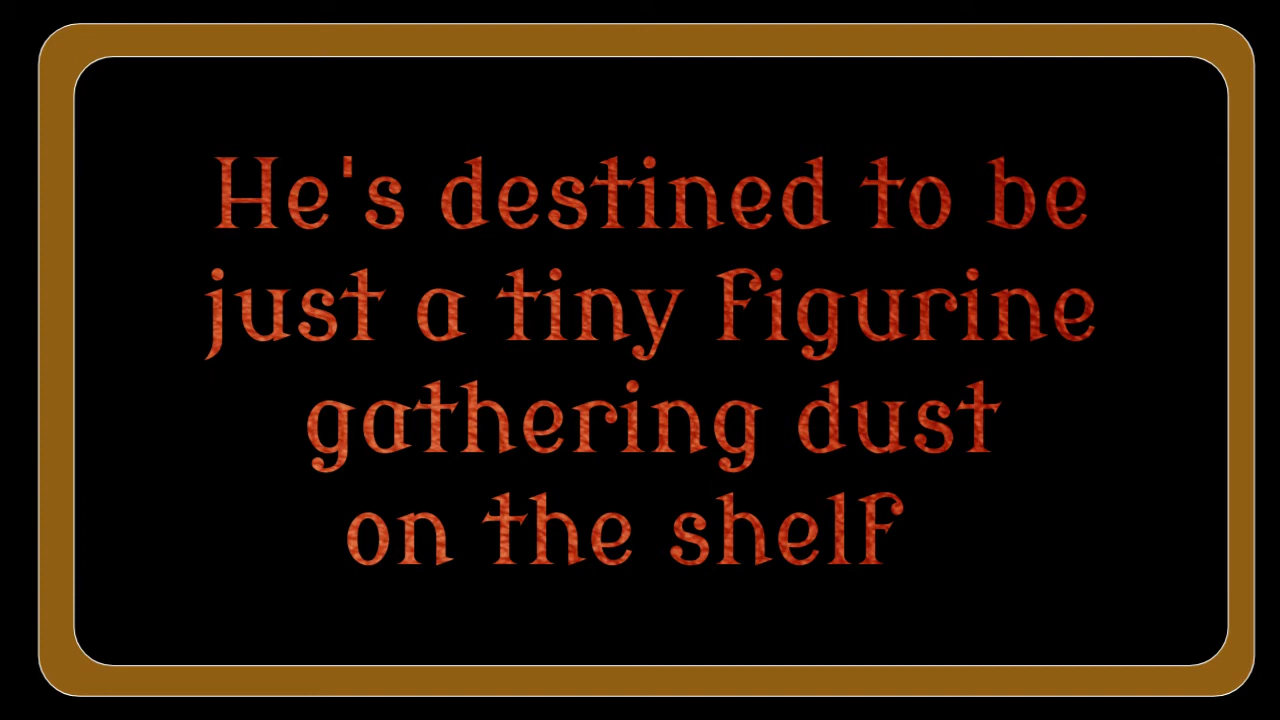 He's destined to be
just a tiny figurine
gathering dust
on the shelf